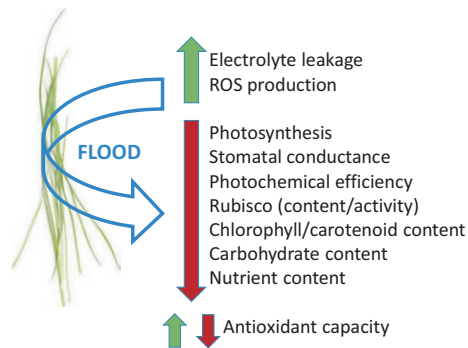 Electrolyte leakage
ROS production
FLOOD
Photosynthesis
Stomatal conductance
Photochemical efficiency
Rubisco (content/activity)
Chlorophyll/carotenoid content
Carbohydrate content
Nutrient content
Antioxidant capacity